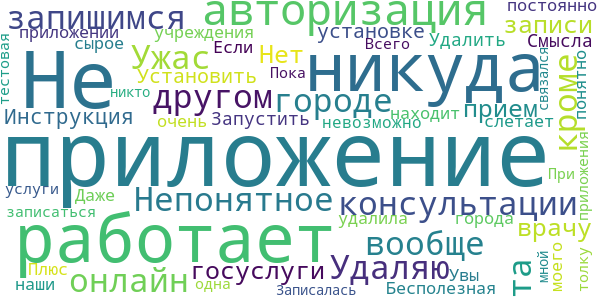 запишимся
авторизация
постоянно
приложении
учреждения
установке
записи
тестовая
сырое
Если
Всего
Удалить
Смысла
Не
Ужас
Нет
никуда
кроме
связался
понятно
Установить
Пока
никто
другом
городе
находит
прием
Инструкция
очень
Запустить
невозможно
слетает
приложение
услуги
Даже
Непонятное
консультации
При
записаться
удалила
города
врачу
приложения
работает
вообще
та
мной
моего
толку
наши
Плюс
онлайн
госуслуги
одна
Удаляю
Увы
Записалась
Бесполезная